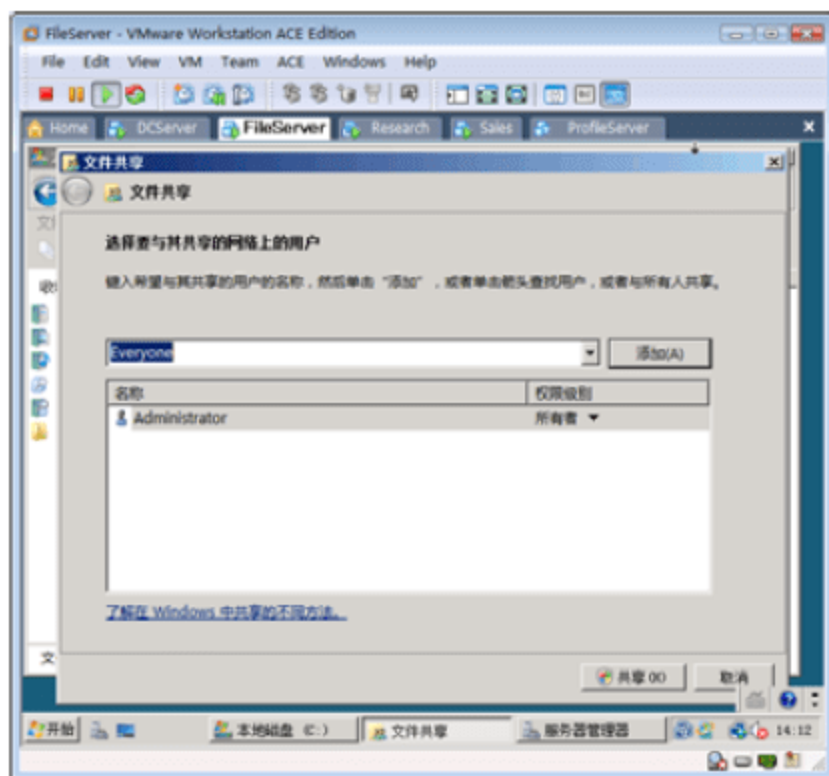 FileServer - VMware Workstation ACE Edition
File Edit View VM Team ACE Windows Help
Home DCServer FileServer Research Sales ProfileServer
文件共享
文件共享
选择要与其共享的网络上的用户
键入希望与其共享的用户的名称，然后单击“添加”，或者单击箭头查找用户，或者与所有人共享。
Everyone 添加(A)
名称 权限级别
Administrator 所有者
了解在 Windows 中共享的不同方法。
共享(H) 取消
开始 本地磁盘 (C:) 文件共享 服务器管理器 14:12